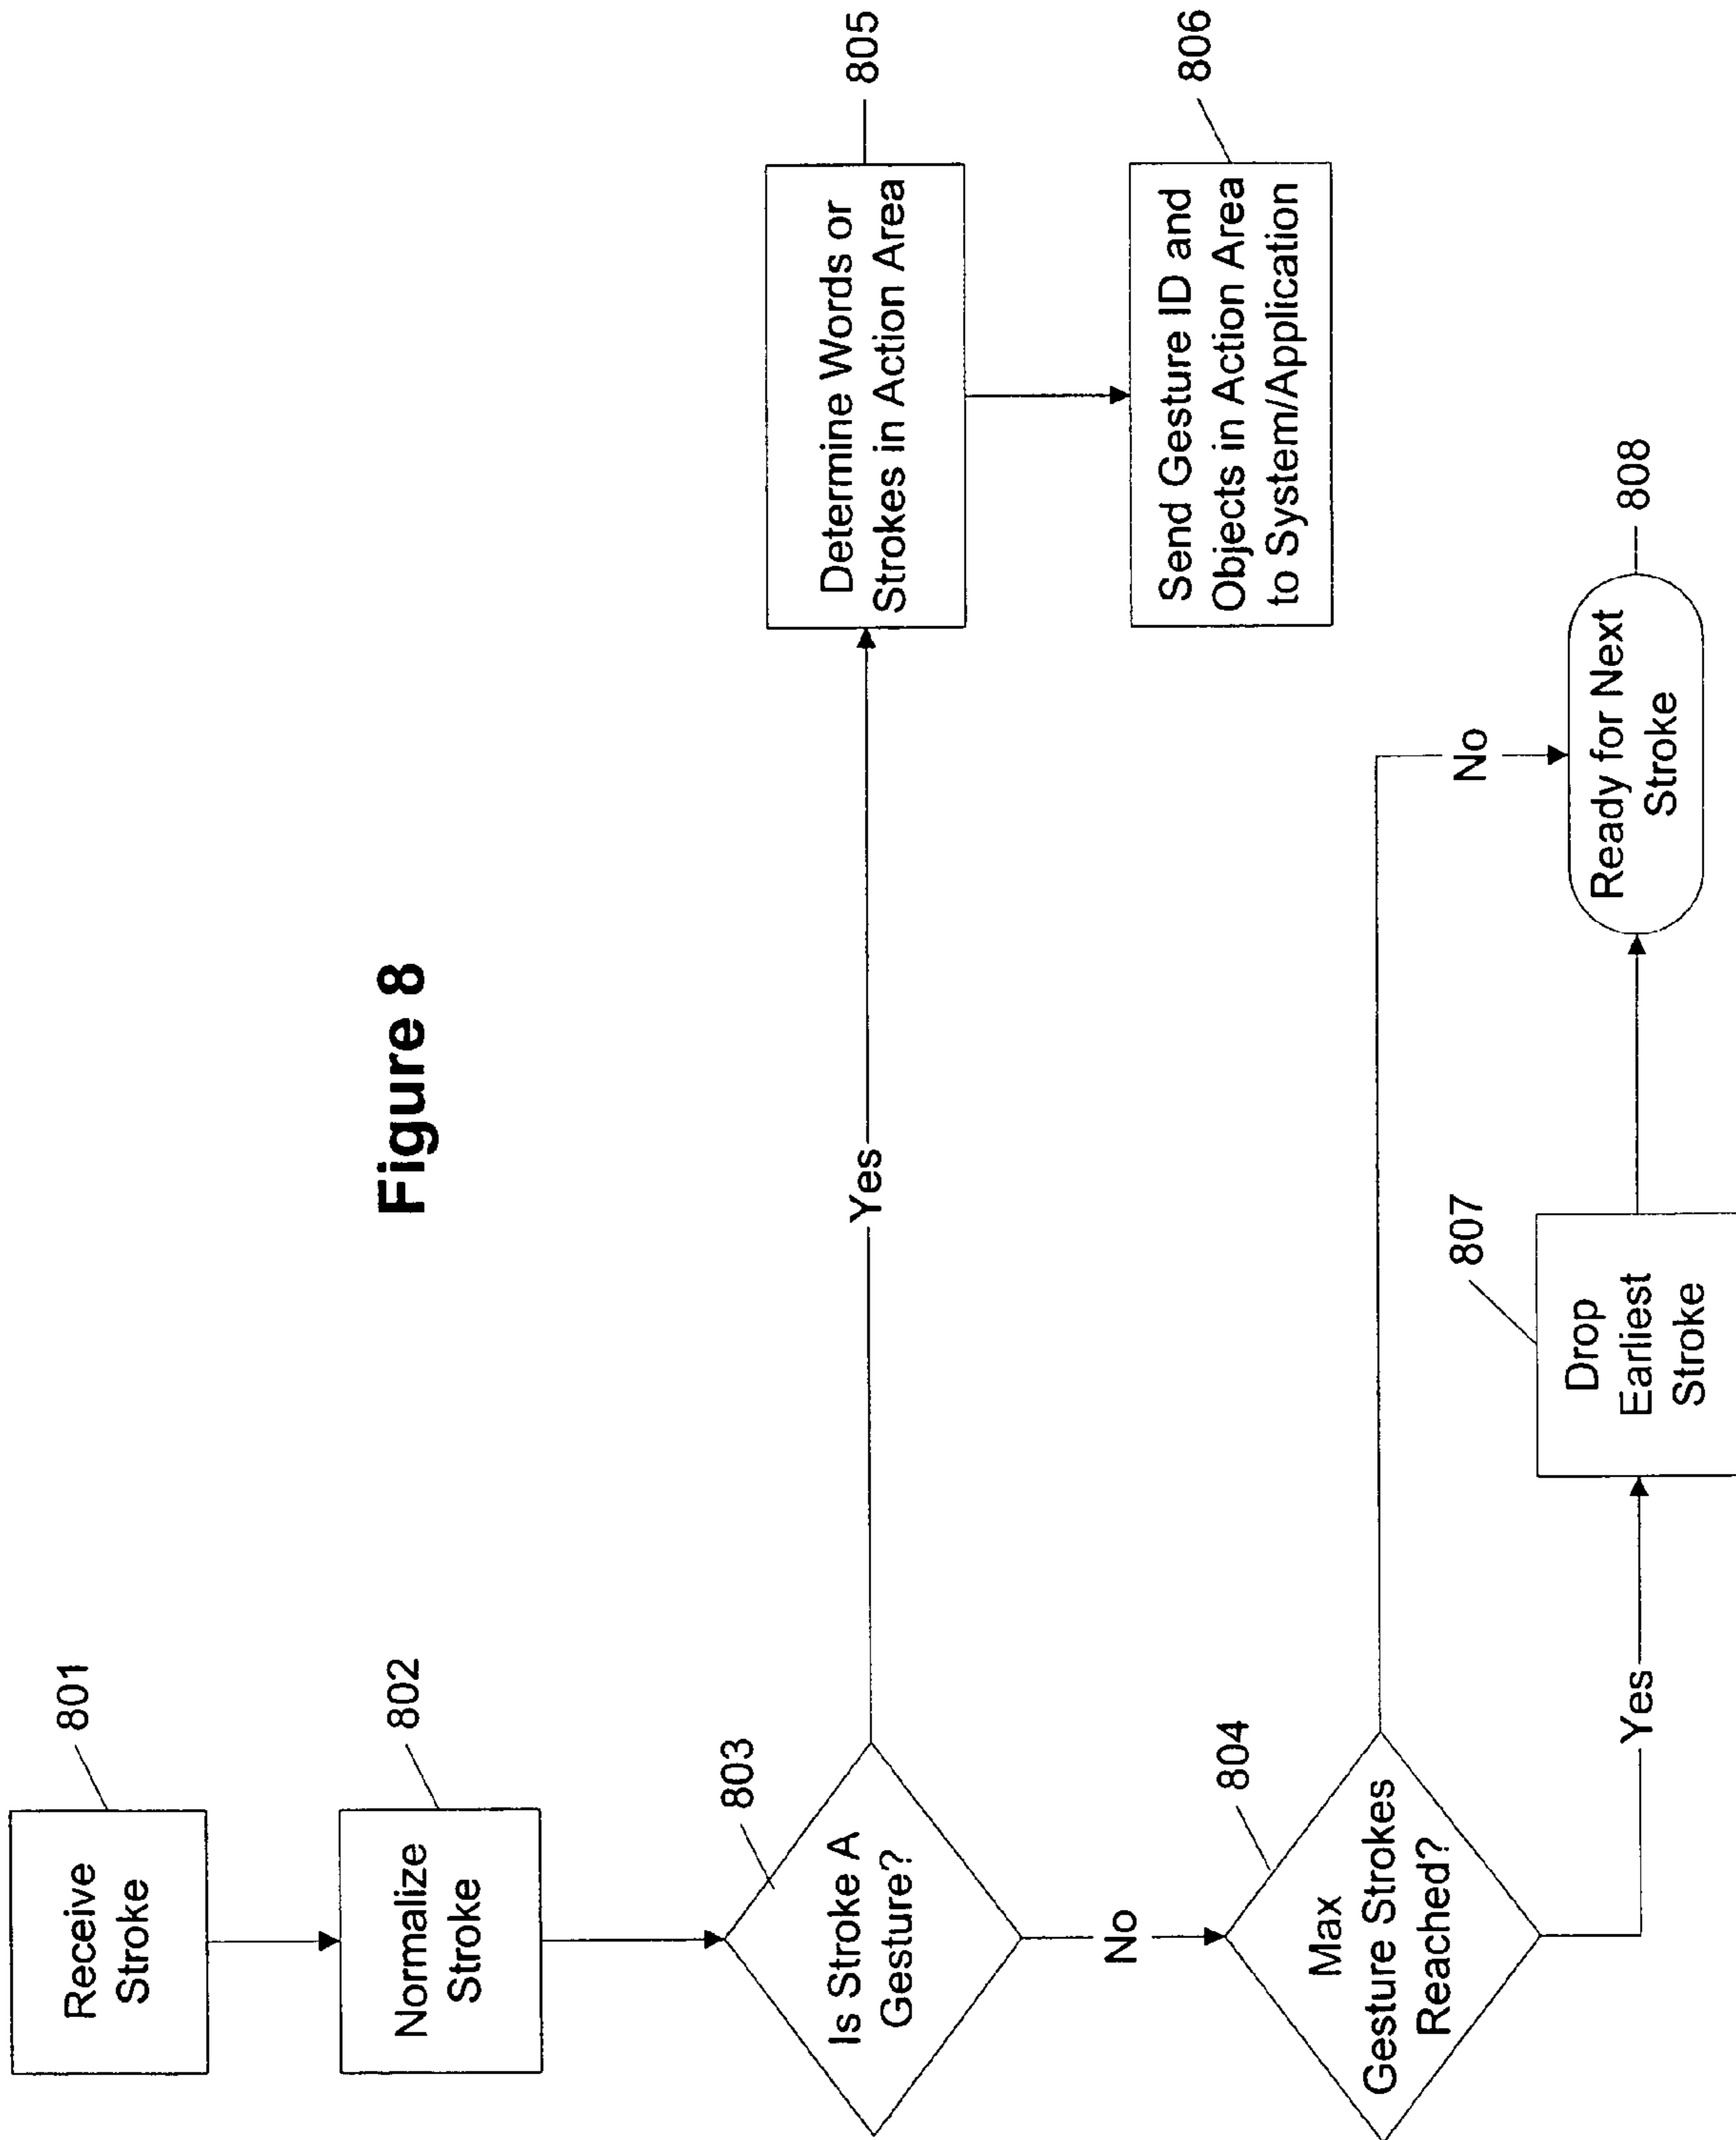 801
Receive
Stroke
802
Normalize
Stroke
803
Is Stroke A
Gesture?
Yes
805
Determine Words or
Strokes in Action Area
806
Send Gesture ID and
Objects in Action Area
to System/Application
No
804
Max
Gesture Strokes
Reached?
No
Yes
807
Drop
Earliest
Stroke
Ready for Next
Stroke
808
Figure 8